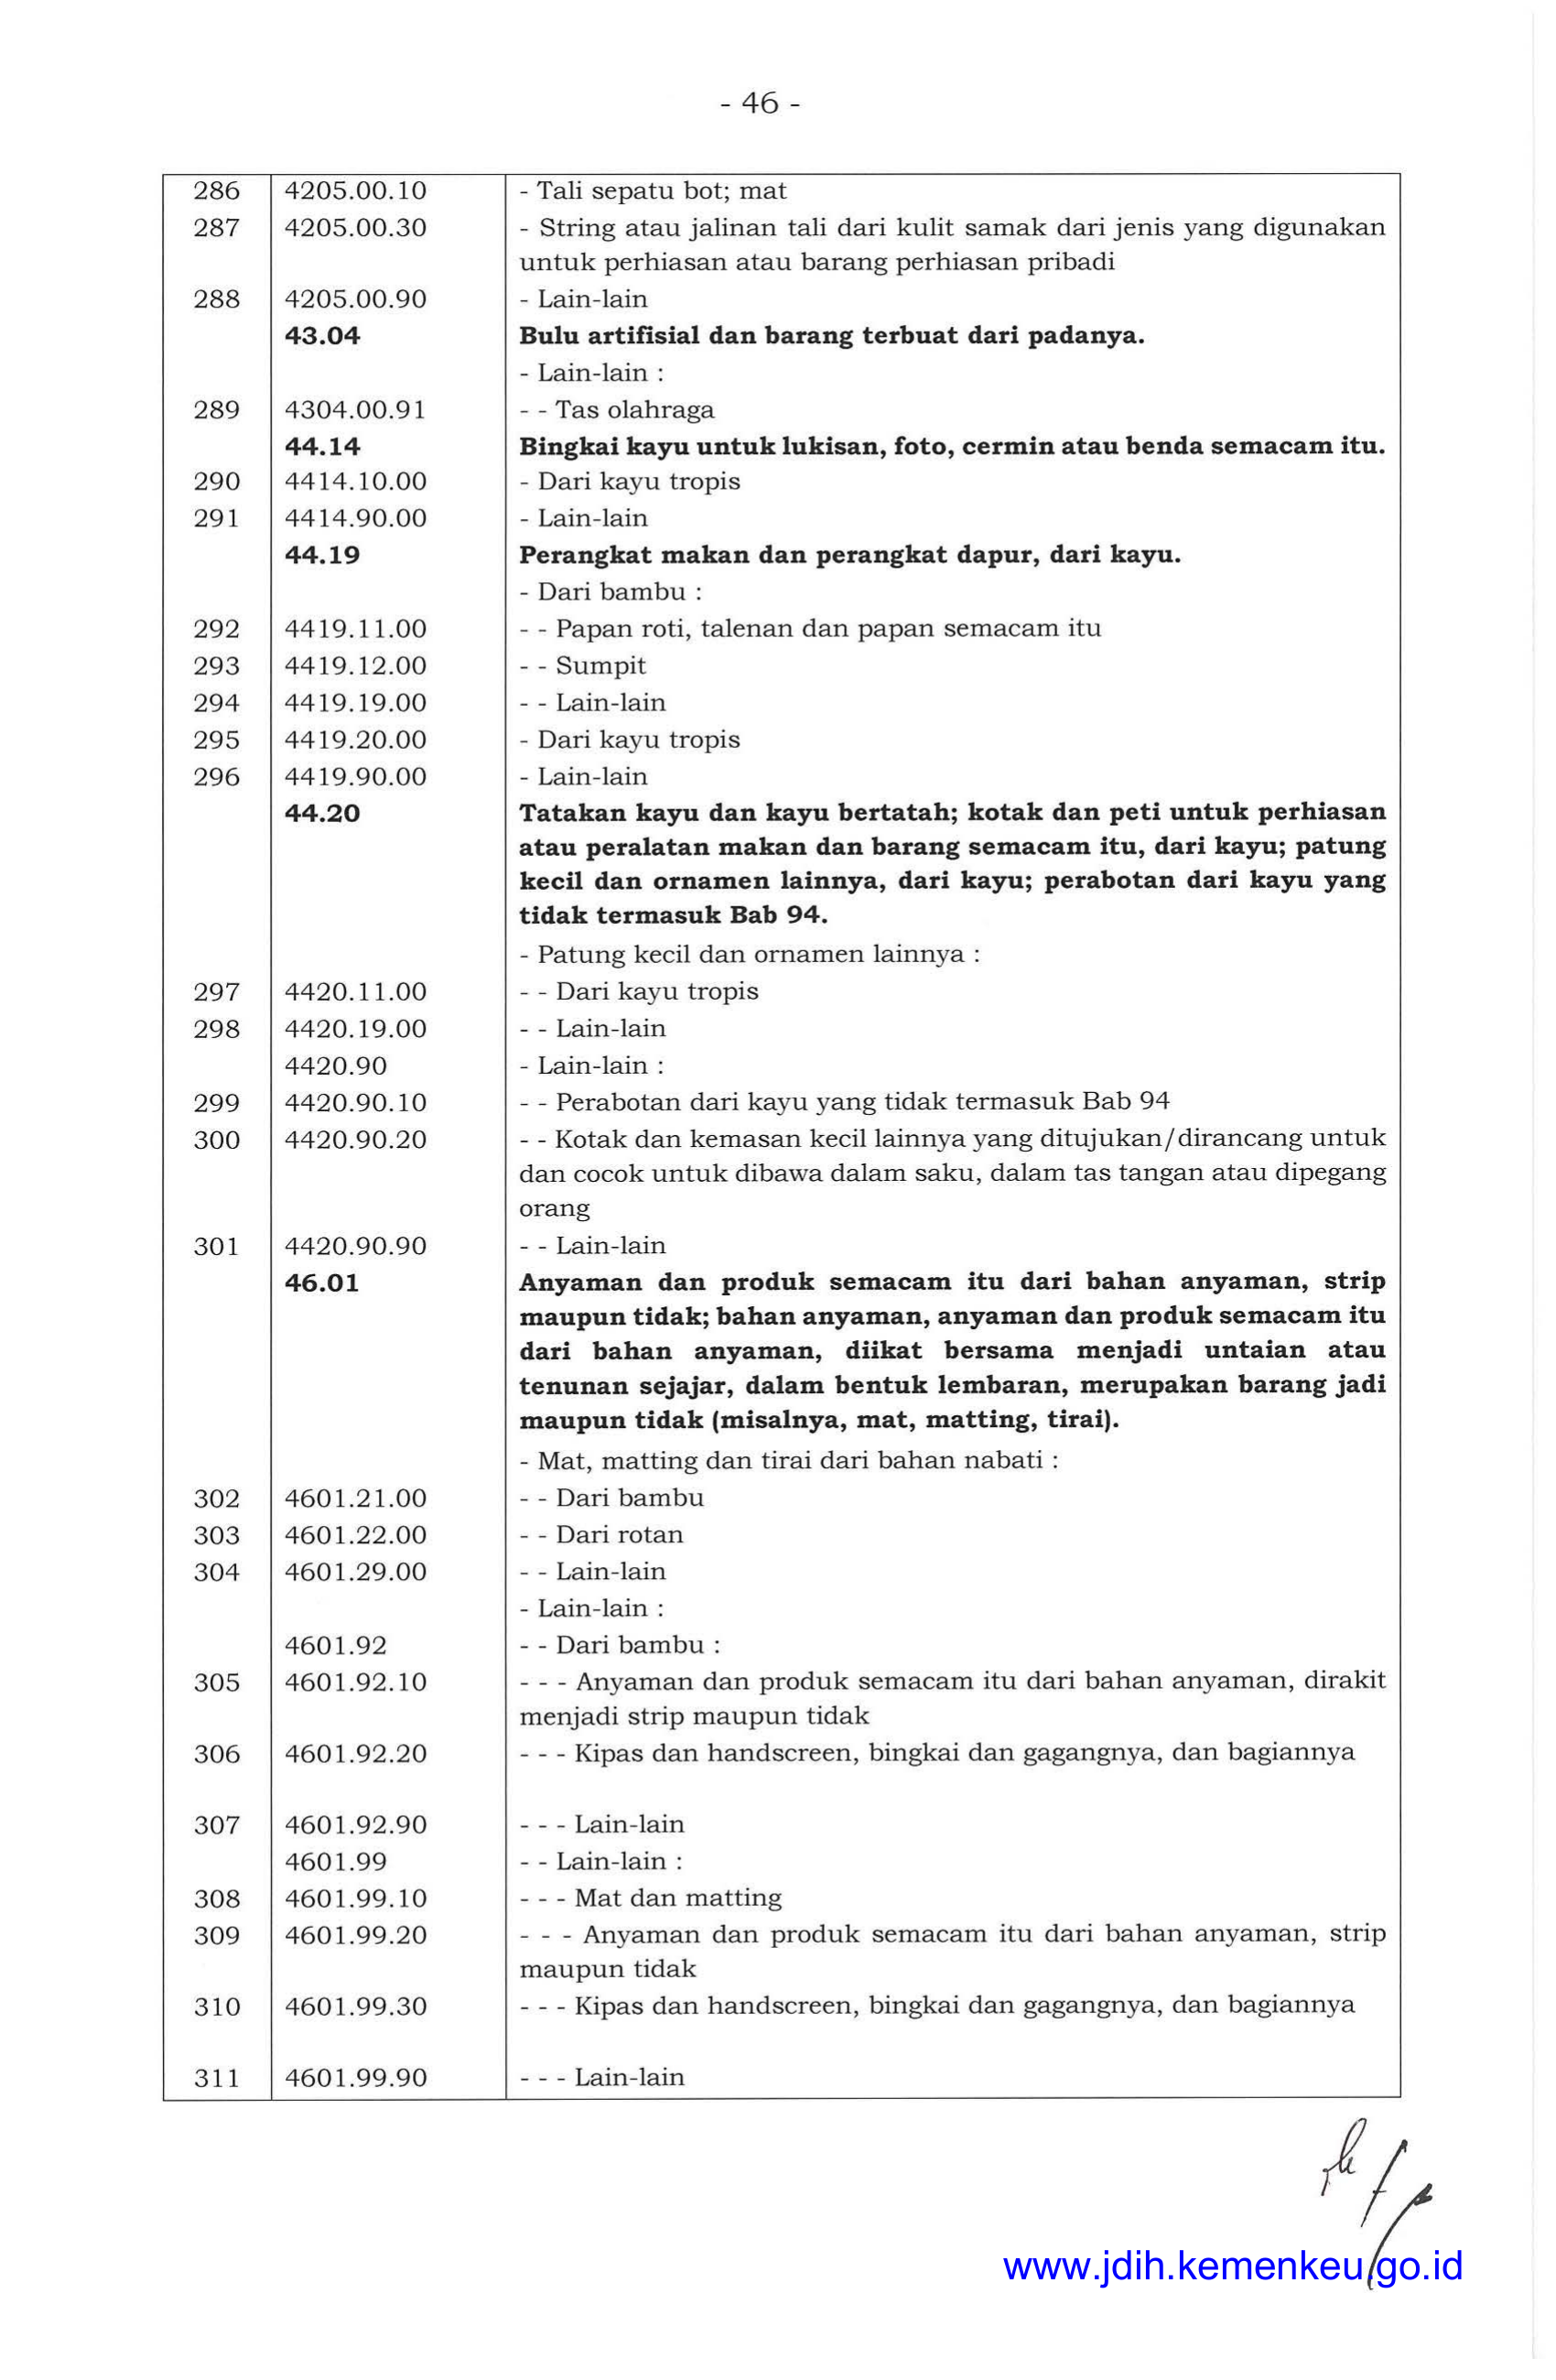 - 46 -
286 4205.00.10 - Tali sepatu bot; mat
287 4205.00.30 - String atau jalinan tali dari kulit samak dari jenis yang digunakan
untuk perhiasan atau barang perhiasan pribadi
288 4205.00.90 - Lain-lain
43.04 Bulu artifisial dan barang terbuat dari padanya.
- Lain-lain :
289 4304.00.91 - - Tas olahraga
44.14 Bingkai kayu untuk lukisan, foto, cermin atau benda semacam itu.
290 4414.10.00 - Dari kayu tropis
291 4414.90.00 - Lain-lain
44.19 Perangkat makan dan perangkat dapur, dari kayu.
- Dari bambu :
292 4419.11.00 - - Papan roti, talenan dan papan semacam itu
293 4419.12.00 - - Sumpit
294 4419.19.00 - - Lain-lain
295 4419.20.00 - Dari kayu tropis
296 4419.90.00 - Lain-lain
44.20 Tatakan kayu dan kayu bertatah; kotak dan peti untuk perhiasan
atau peralatan makan dan barang semacam itu, dari kayu; patung
kecil dan ornamen lainnya, dari kayu; perabotan dari kayu yang
tidak termasuk Bab 94.
- Patung kecil dan ornamen lainnya :
297 4420.11.00 - - Dari kayu tropis
298 4420.19.00 - - Lain-lain
4420.90 - Lain-lain :
299 4420.90.10 - - Perabotan dari kayu yang tidak termasuk Bab 94
300 4420.90.20 - - Kotak dan kemasan kecil lainnya yang ditujukan/dirancang untuk
dan cocok untuk dibawa dalam saku, dalam tas tangan atau dipegang
orang
301 4420.90.90 - - Lain-lain
46.01 Anyaman dan produk semacam itu dari bahan anyaman, strip
maupun tidak; bahan anyaman, anyaman dan produk semacam itu
dari bahan anyaman, diikat bersama menjadi untaian atau
tenunan sejajar, dalam bentuk lembaran, merupakan barang jadi
maupun tidak (misalnya, mat, matting, tirai).
- Mat, matting dan tirai dari bahan nabati :
302 4601.21.00 - - Dari bambu
303 4601.22.00 - - Dari rotan
304 4601.29.00 - - Lain-lain
- Lain-lain :
4601.92 - - Dari bambu :
305 4601.92.10 - - - Anyaman dan produk semacam itu dari bahan anyaman, dirakit
menjadi strip maupun tidak
306 4601.92.20 - - - Kipas dan handscreen, bingkai dan gagangnya, dan bagiannya
307 4601.92.90 - - - Lain-lain
4601.99 - - Lain-lain :
308 4601.99.10 - - - Mat dan matting
309 4601.99.20 - - - Anyaman dan produk semacam itu dari bahan anyaman, strip
maupun tidak
310 4601.99.30 - - - Kipas dan handscreen, bingkai dan gagangnya, dan bagiannya
311 4601.99.90 - - - Lain-lain
www.jdih.kemenkeu.go.id